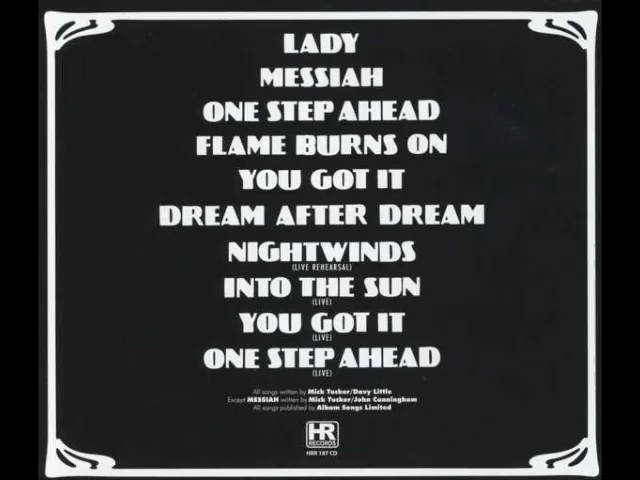 LADY
MESSIAH
ONE STEP AHEAD
FLAME BURNS ON
YOU GOT IT
DREAM AFTER DREAM
NIGHTWINDS
(LIVE REHEARSAL)
INTO THE SUN
(LIVE)
YOU GOT IT
(LIVE)
ONE STEP AHEAD
(LIVE)
All songs written by Mick Tucker/Davy Little
Except MESSIAH written by Mick Tucker/John Cunningham
All songs published by Album Songs Limited
HR
RECORDS
HRR 187 CD